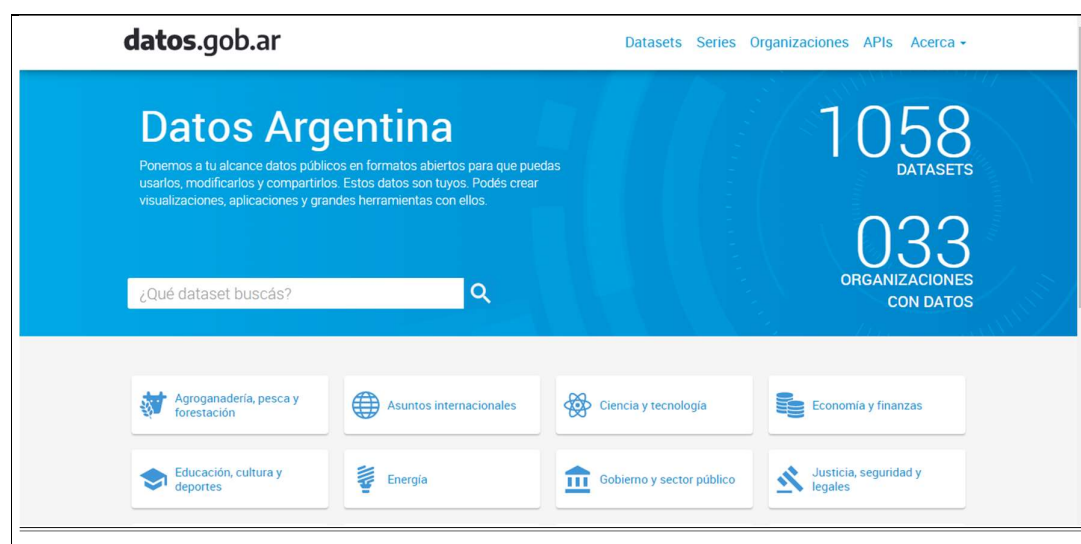 datos.gob.ar
Datasets Series Organizaciones APIs Acerca
Datos Argentina
Ponemos a tu alcance datos públicos en formatos abiertos para que puedas
usarlos, modificarlos y compartirlos. Estos datos son tuyos. Podés crear
visualizaciones, aplicaciones y grandes herramientas con ellos.
¿Qué dataset buscás?
1058
DATASETS
033
ORGANIZACIONES
CON DATOS
Agroganadería, pesca y
forestación
Asuntos internacionales
Ciencia y tecnología
Economía y finanzas
Educación, cultura y
deportes
Energía
Gobierno y sector público
Justicia, seguridad y
legales